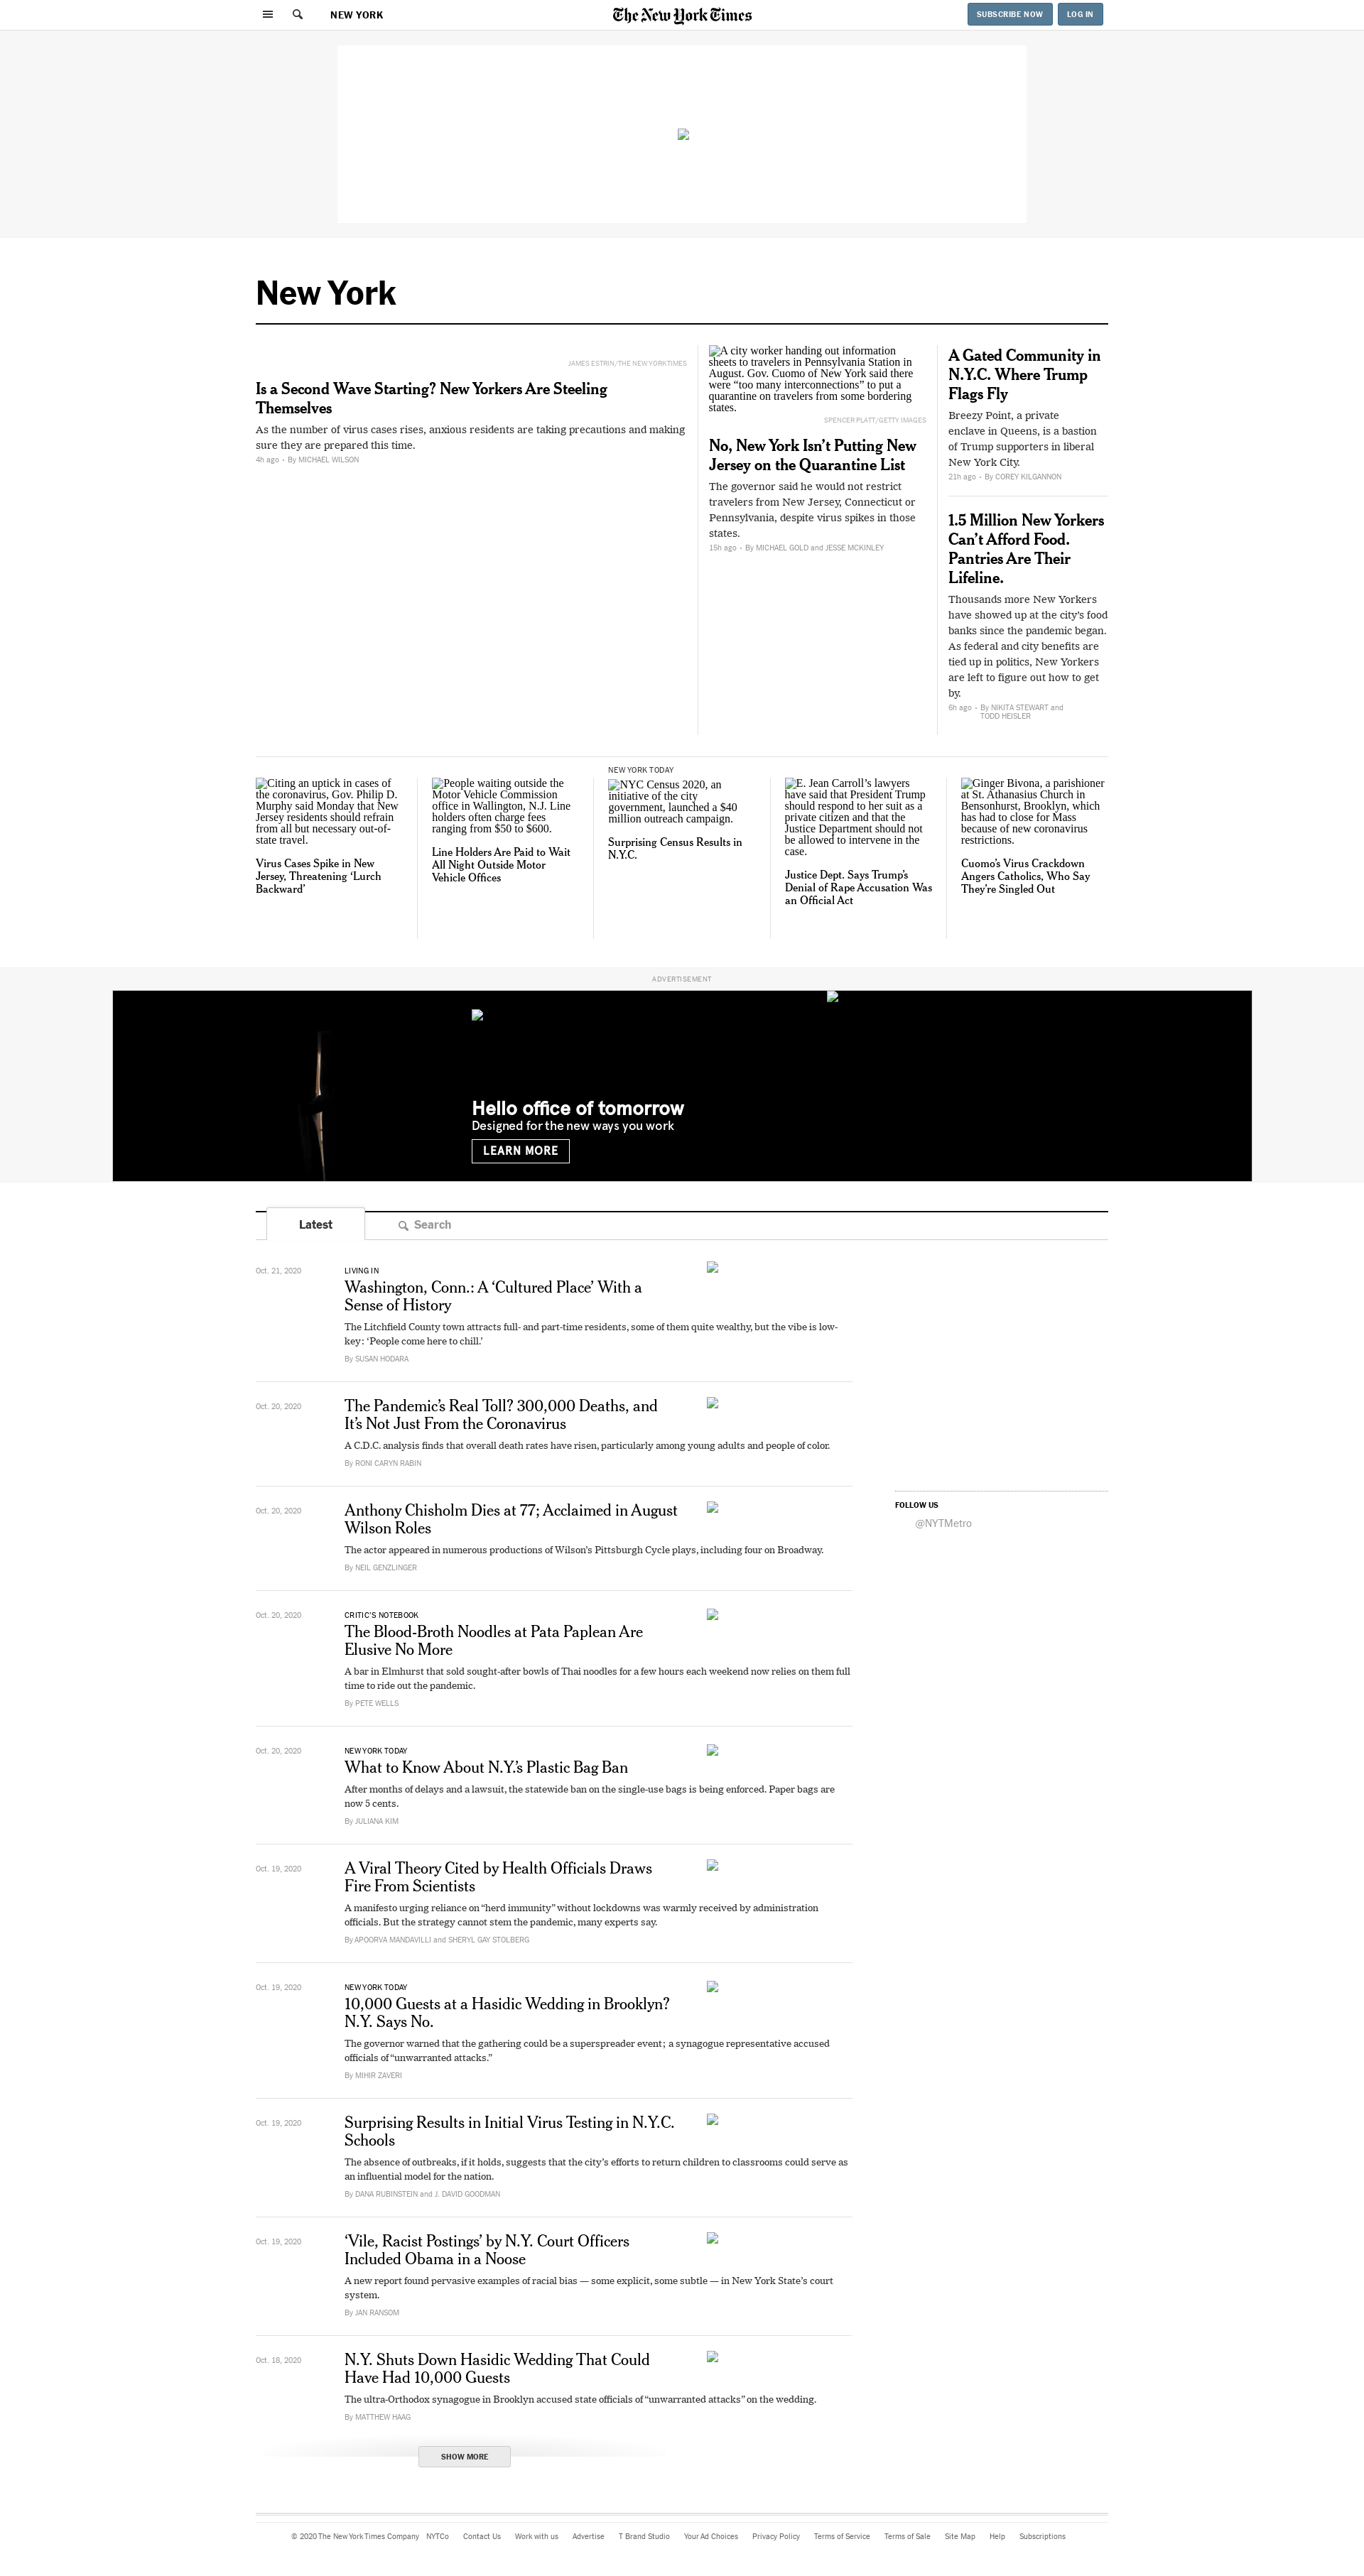 NEW YORK
The New York Times
SUBSCRIBE NOW
LOG IN
New York
JAMES ESTRIN/THE NEW YORK TIMES
Is a Second Wave Starting? New Yorkers Are Steeling
Themselves
As the number of virus cases rises, anxious residents are taking precautions and making
sure they are prepared this time.
4h ago • By MICHAEL WILSON
A city worker handing out information
sheets to travelers in Pennsylvania Station in
August. Gov. Cuomo of New York said there
were “too many interconnections” to put a
quarantine on travelers from some bordering
states.
SPENCER PLATT/GETTY IMAGES
No, New York Isn’t Putting New
Jersey on the Quarantine List
The governor said he would not restrict
travelers from New Jersey, Connecticut or
Pennsylvania, despite virus spikes in those
states.
15h ago • By MICHAEL GOLD and JESSE MCKINLEY
A Gated Community in
N.Y.C. Where Trump
Flags Fly
Breezy Point, a private
enclave in Queens, is a bastion
of Trump supporters in liberal
New York City.
21h ago • By COREY KILGANNON
1.5 Million New Yorkers
Can’t Afford Food.
Pantries Are Their
Lifeline.
Thousands more New Yorkers
have showed up at the city’s food
banks since the pandemic began.
As federal and city benefits are
tied up in politics, New Yorkers
are left to figure out how to get
by.
6h ago • By NIKITA STEWART and
TODD HEISLER
Citing an uptick in cases of
the coronavirus, Gov. Philip D.
Murphy said Monday that New
Jersey residents should refrain
from all but necessary out-of-
state travel.
Virus Cases Spike in New
Jersey, Threatening ‘Lurch
Backward’
People waiting outside the
Motor Vehicle Commission
office in Wallington, N.J. Line
holders often charge fees
ranging from $50 to $600.
Line Holders Are Paid to Wait
All Night Outside Motor
Vehicle Offices
NEW YORK TODAY
NYC Census 2020, an
initiative of the city
government, launched a $40
million outreach campaign.
Surprising Census Results in
N.Y.C.
E. Jean Carroll’s lawyers
have said that President Trump
should respond to her suit as a
private citizen and that the
Justice Department should not
be allowed to intervene in the
case.
Justice Dept. Says Trump’s
Denial of Rape Accusation Was
an Official Act
Ginger Bivona, a parishioner
at St. Athanasius Church in
Bensonhurst, Brooklyn, which
has had to close for Mass
because of new coronavirus
restrictions.
Cuomo’s Virus Crackdown
Angers Catholics, Who Say
They’re Singled Out
ADVERTISEMENT
Hello office of tomorrow
Designed for the new ways you work
LEARN MORE
Latest
Search
Oct. 21, 2020
LIVING IN
Washington, Conn.: A ‘Cultured Place’ With a
Sense of History
The Litchfield County town attracts full- and part-time residents, some of them quite wealthy, but the vibe is low-
key: ‘People come here to chill.’
By SUSAN HODARA
Oct. 20, 2020
The Pandemic’s Real Toll? 300,000 Deaths, and
It’s Not Just From the Coronavirus
A C.D.C. analysis finds that overall death rates have risen, particularly among young adults and people of color.
By RONI CARYN RABIN
FOLLOW US
@NYTMetro
Oct. 20, 2020
Anthony Chisholm Dies at 77; Acclaimed in August
Wilson Roles
The actor appeared in numerous productions of Wilson’s Pittsburgh Cycle plays, including four on Broadway.
By NEIL GENZLINGER
Oct. 20, 2020
CRITIC’S NOTEBOOK
The Blood-Broth Noodles at Pata Paplean Are
Elusive No More
A bar in Elmhurst that sold sought-after bowls of Thai noodles for a few hours each weekend now relies on them full
time to ride out the pandemic.
By PETE WELLS
Oct. 20, 2020
NEW YORK TODAY
What to Know About N.Y.’s Plastic Bag Ban
After months of delays and a lawsuit, the statewide ban on the single-use bags is being enforced. Paper bags are
now 5 cents.
By JULIANA KIM
Oct. 19, 2020
A Viral Theory Cited by Health Officials Draws
Fire From Scientists
A manifesto urging reliance on “herd immunity” without lockdowns was warmly received by administration
officials. But the strategy cannot stem the pandemic, many experts say.
By APOORVA MANDAVILLI and SHERYL GAY STOLBERG
Oct. 19, 2020
NEW YORK TODAY
10,000 Guests at a Hasidic Wedding in Brooklyn?
N.Y. Says No.
The governor warned that the gathering could be a superspreader event; a synagogue representative accused
officials of “unwarranted attacks.”
By MIHIR ZAVERI
Oct. 19, 2020
Surprising Results in Initial Virus Testing in N.Y.C.
Schools
The absence of outbreaks, if it holds, suggests that the city’s efforts to return children to classrooms could serve as
an influential model for the nation.
By DANA RUBINSTEIN and J. DAVID GOODMAN
Oct. 19, 2020
‘Vile, Racist Postings’ by N.Y. Court Officers
Included Obama in a Noose
A new report found pervasive examples of racial bias — some explicit, some subtle — in New York State’s court
system.
By JAN RANSOM
Oct. 18, 2020
N.Y. Shuts Down Hasidic Wedding That Could
Have Had 10,000 Guests
The ultra-Orthodox synagogue in Brooklyn accused state officials of “unwarranted attacks” on the wedding.
By MATTHEW HAAG
SHOW MORE
© 2020 The New York Times Company NYTCo Contact Us Work with us Advertise T Brand Studio Your Ad Choices Privacy Policy Terms of Service Terms of Sale Site Map Help Subscriptions